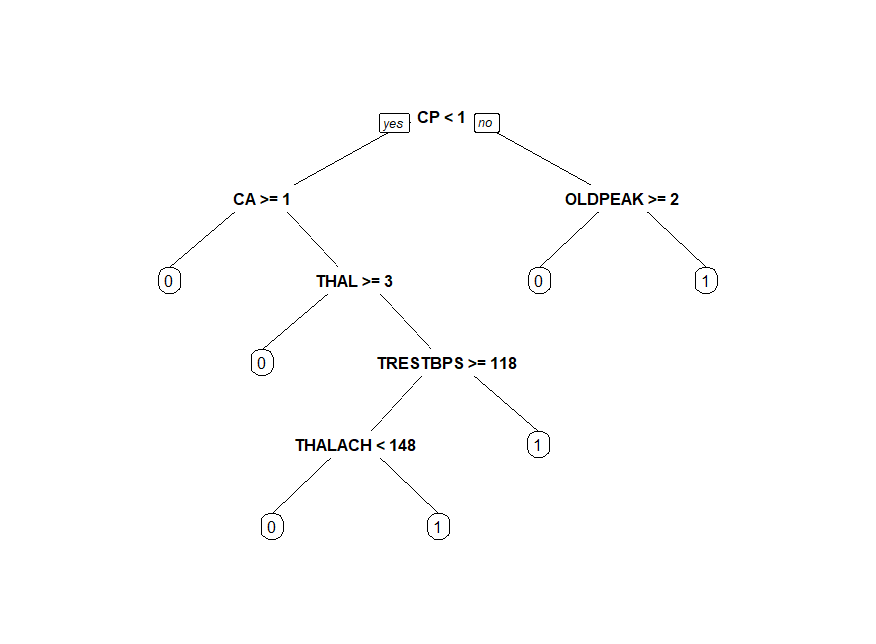 yes CP < 1 no
CA >= 1 OLDPEAK >= 2
0 THAL >= 3 0 1
0 TRESTBPS >= 118
THALACH < 148 1
0 1